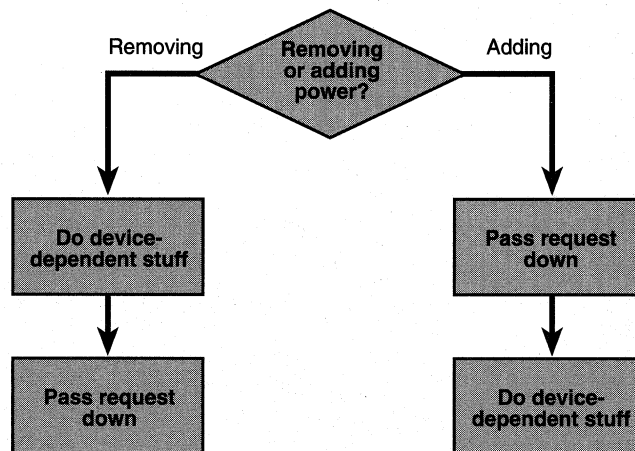 Removing
Removing
or adding
power?
Adding
Do device-
dependent stuff
Pass request
down
Pass request
down
Do device-
dependent stuff